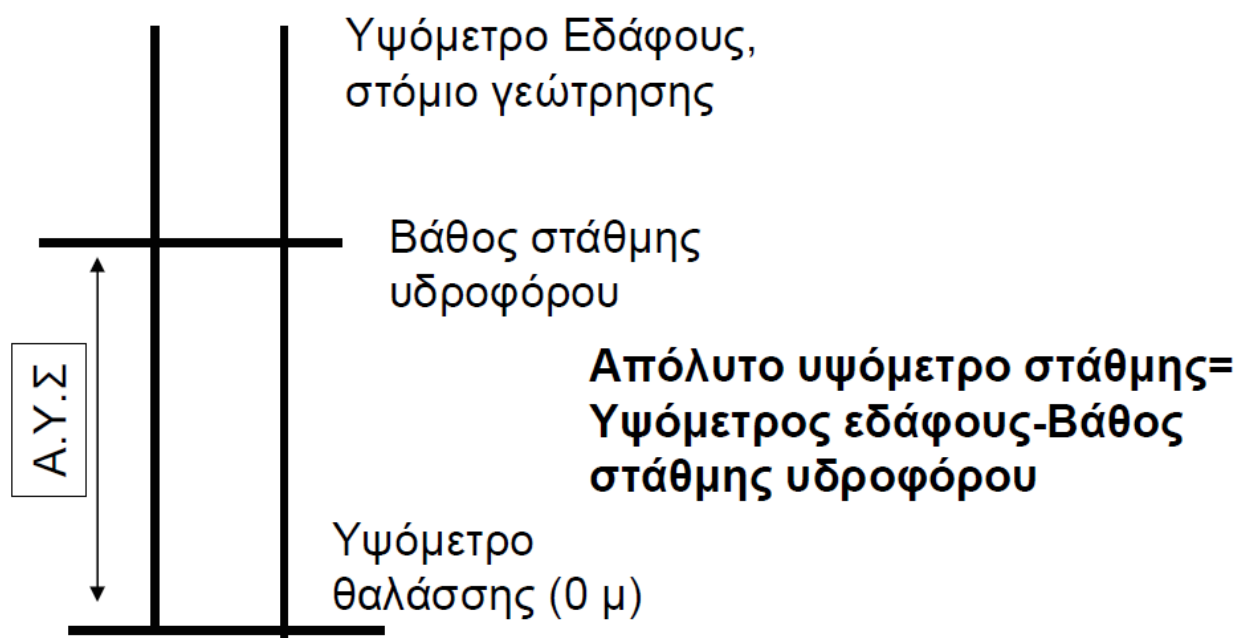 Υψόμετρο Εδάφους,
στόμιο γεώτρησης
Βάθος στάθμης
υδροφόρου
Α.Υ.Σ
Απόλυτο υψόμετρο στάθμης=
Υψόμετρος εδάφους-Βάθος
στάθμης υδροφόρου
Υψόμετρο
θαλάσσης (0 μ)